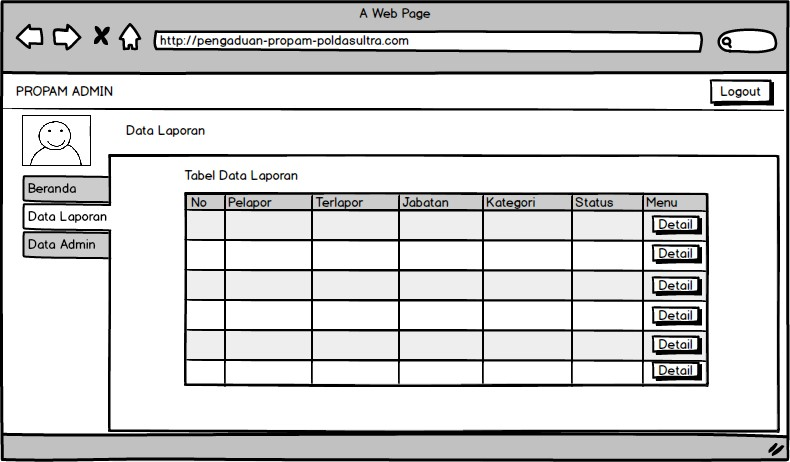 A Web Page
http://pengaduan-propam-poldasultra.com
PROPAM ADMIN
Logout
Data Laporan
Beranda
Data Laporan
Data Admin
Tabel Data Laporan
No Pelapor Terlapor Jabatan Kategori Status Menu
Detail
Detail
Detail
Detail
Detail
Detail